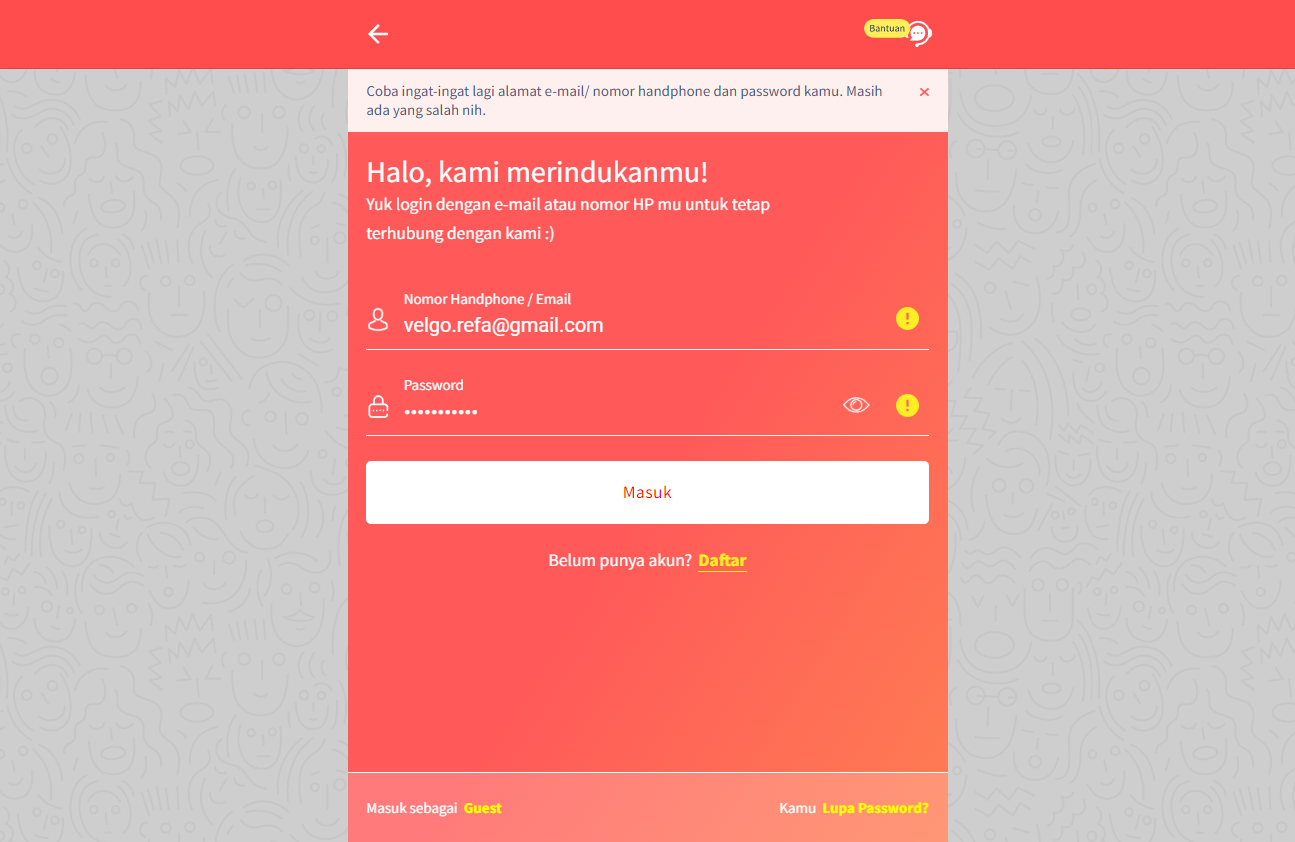 Bantuan
Coba ingat-ingat lagi alamat e-mail/ nomor handphone dan password kamu. Masih
ada yang salah nih.
Halo, kami merindukanmu!
Yuk login dengan e-mail atau nomor HP mu untuk tetap
terhubung dengan kami :)
Nomor Handphone / Email
velgo.refa@gmail.com
Password
•••••••••••
Masuk
Belum punya akun? Daftar
Masuk sebagai Guest
Kamu Lupa Password?